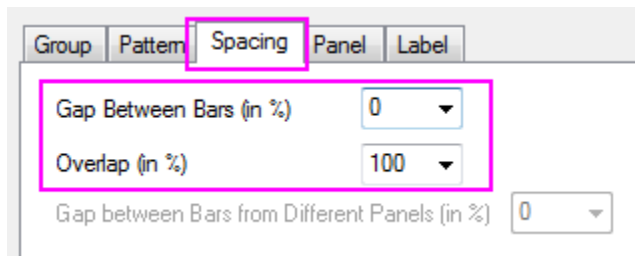 Group Pattern Spacing Panel Label
Gap Between Bars (in %) 0
Overlap (in %) 100
Gap between Bars from Different Panels (in %) 0